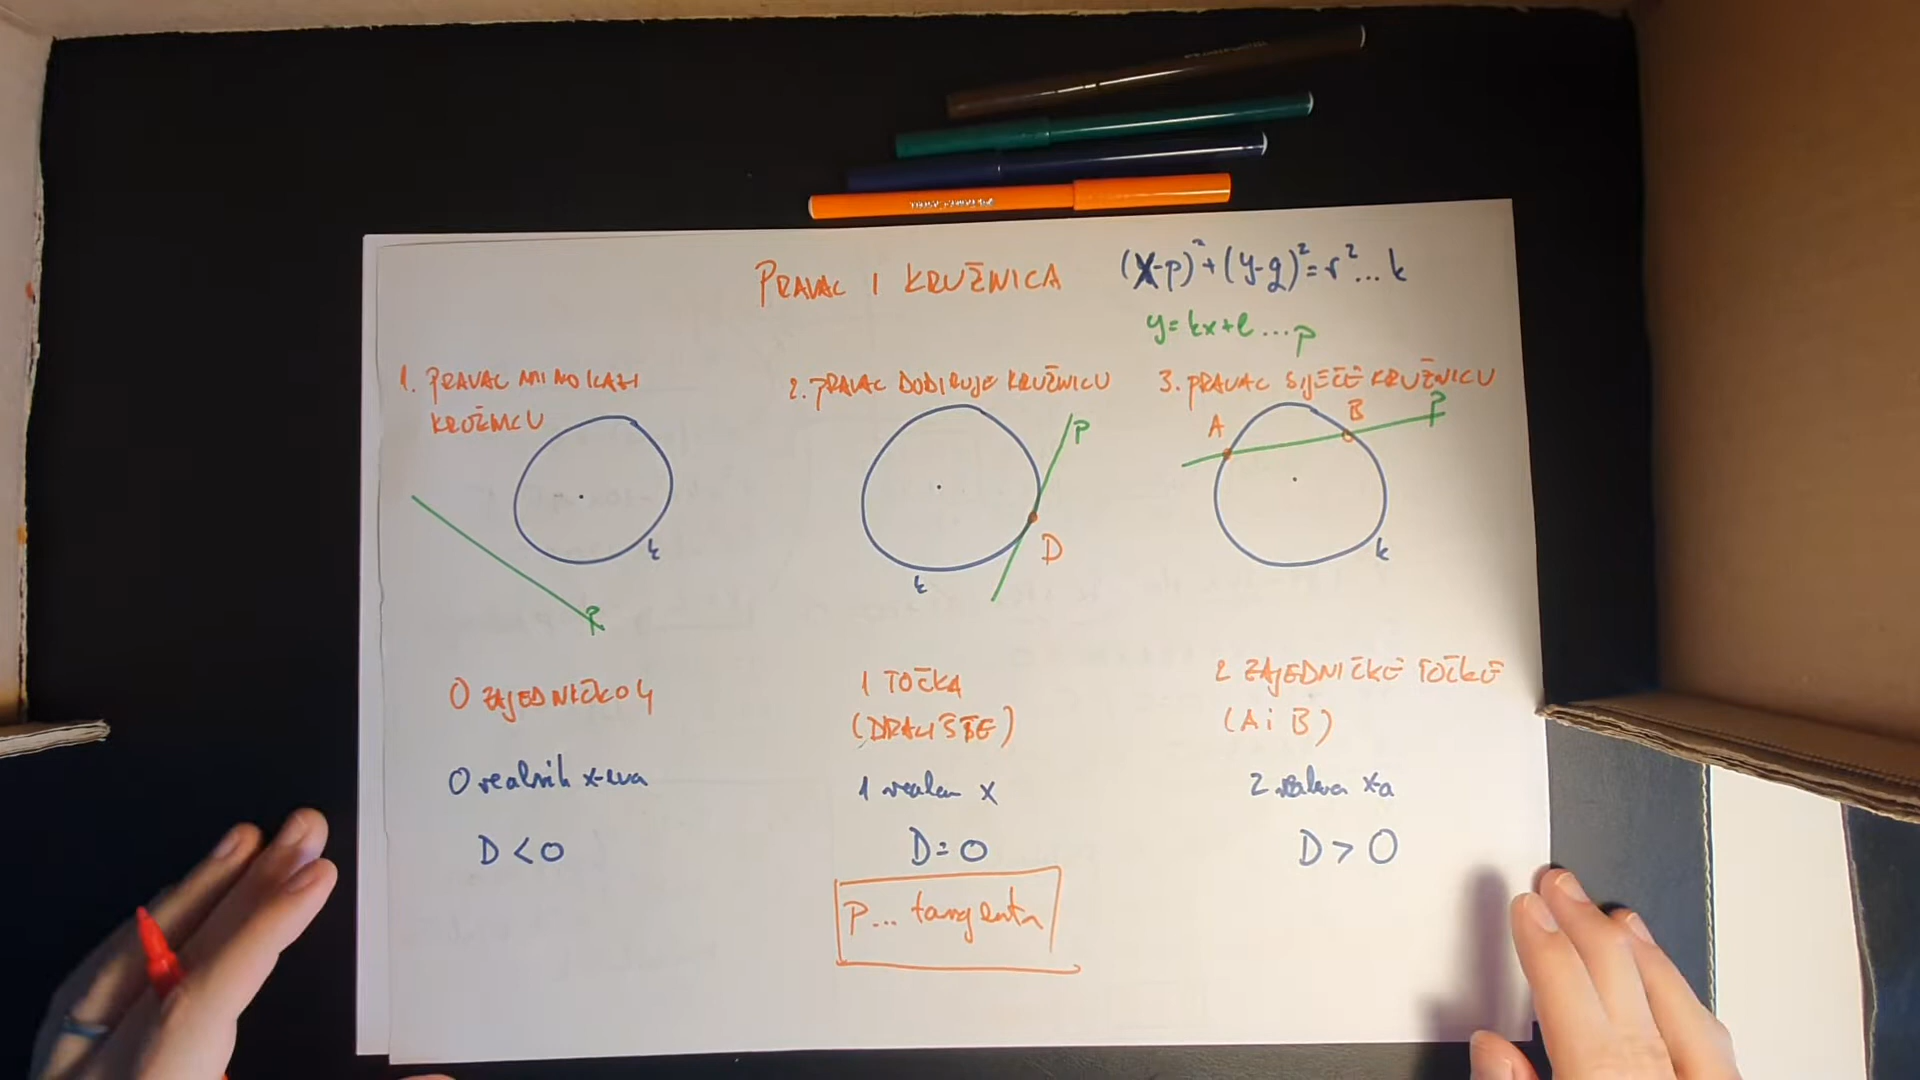 PRAVAC I KRUŽNICA
(x-p)²+(y-q)²=r²...k
y=kx+l...p
1. PRAVAC MIMOILAZI
KRUŽNICU
k
p
2. PRAVAC DODIRUJE KRUŽNICU
p
D
k
3. PRAVAC SIJEČE KRUŽNICU
A
B
p
k
0 ZAJEDNIČKOG
0 realnih x-eva
D < 0
1 TOČKA
(DIRALIŠTE)
1 realan x
D = 0
p... tangenta
2 ZAJEDNIČKE TOČKE
(A i B)
2 realna x-a
D > 0